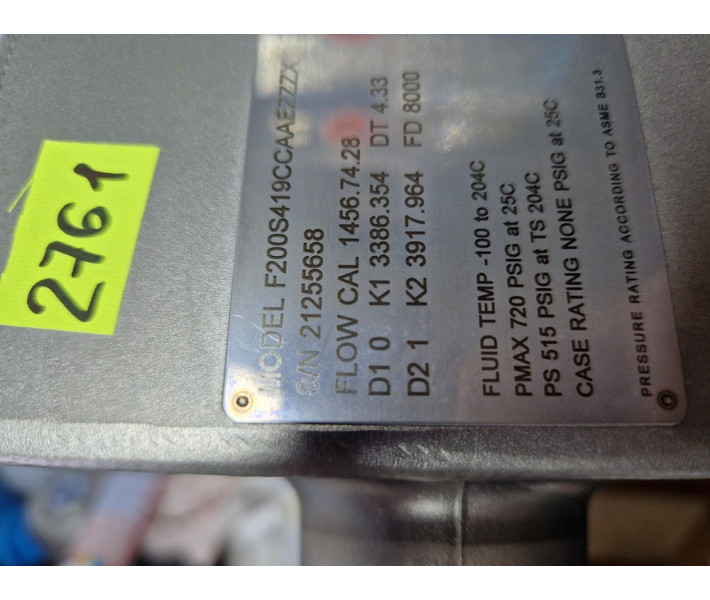 2761
MODEL F200S419CCAAEZZZX
S/N 21255658
FLOW CAL 1456.74.28
D1 0 K1 3386.354 DT 4.33
D2 1 K2 3917.964 FD 8000
FLUID TEMP -100 to 204C
PMAX 720 PSIG at 25C
PS 515 PSIG at TS 204C
CASE RATING NONE PSIG at 25C
PRESSURE RATING ACCORDING TO ASME B31.3